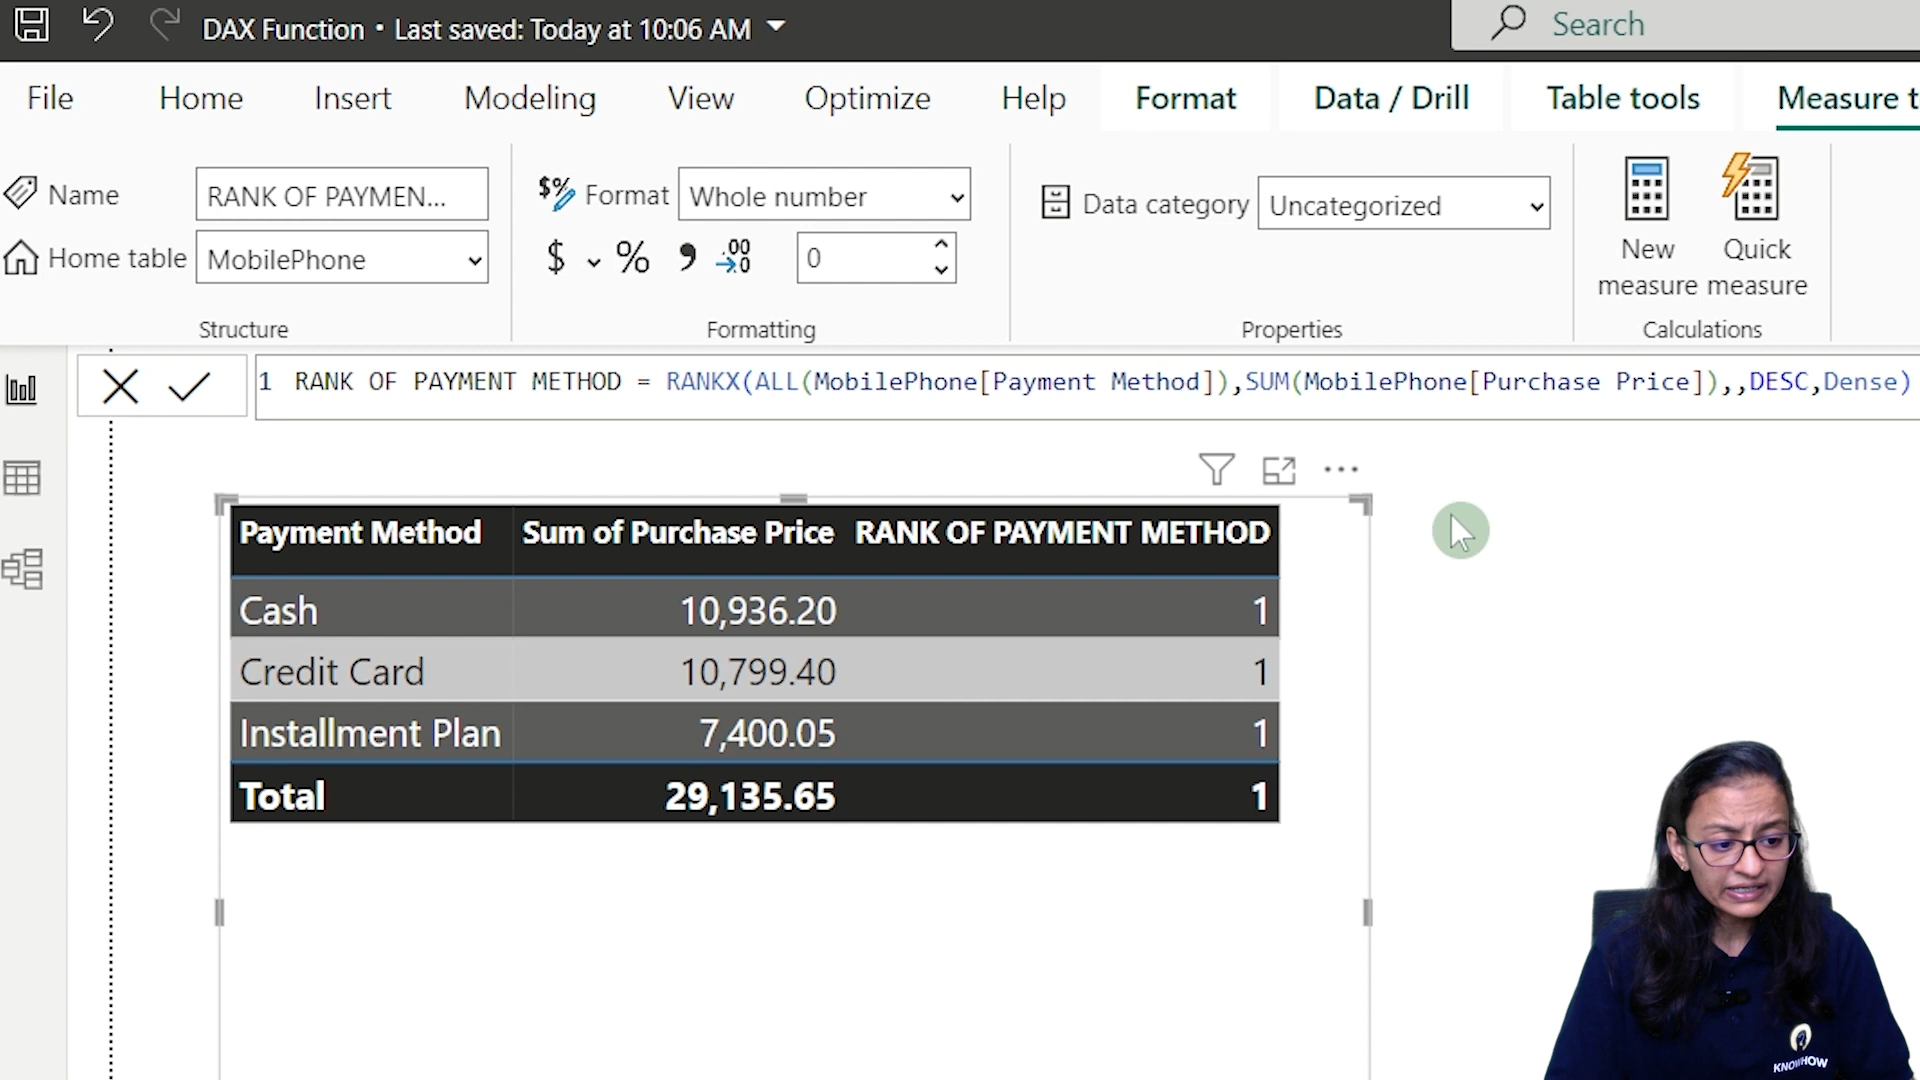 DAX Function • Last saved: Today at 10:06 AM
Search
File Home Insert Modeling View Optimize Help Format Data / Drill Table tools Measure t
Name RANK OF PAYMEN... $% Format Whole number Data category Uncategorized
Home table MobilePhone $ % , .00 →.0 0
New measure
Quick measure
Structure Formatting Properties Calculations
1 RANK OF PAYMENT METHOD = RANKX(ALL(MobilePhone[Payment Method]),SUM(MobilePhone[Purchase Price]),,DESC,Dense)
Payment Method Sum of Purchase Price RANK OF PAYMENT METHOD
Cash 10,936.20 1
Credit Card 10,799.40 1
Installment Plan 7,400.05 1
Total 29,135.65 1
KNOWHOW